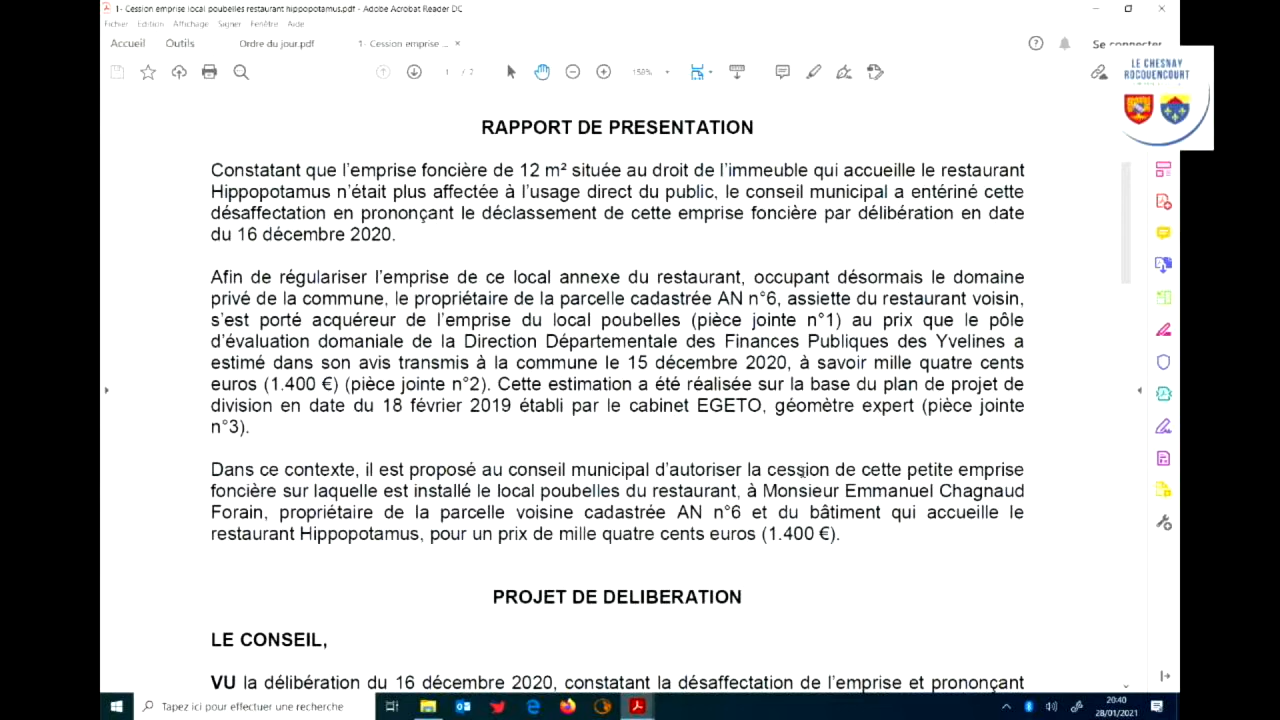 1- Cession emprise local poubelles restaurant hippopotamus.pdf - Adobe Acrobat Reader DC
Fichier Edition Affichage Signer Fenêtre Aide
Accueil Outils Ordre du jour.pdf 1- Cession emprise ... ×
Se connecter
1 / 2 150%
LE CHESNAY
ROCQUENCOURT
RAPPORT DE PRESENTATION
Constatant que l'emprise foncière de 12 m² située au droit de l'immeuble qui accueille le restaurant
Hippopotamus n'était plus affectée à l'usage direct du public, le conseil municipal a entériné cette
désaffectation en prononçant le déclassement de cette emprise foncière par délibération en date
du 16 décembre 2020.
Afin de régulariser l'emprise de ce local annexe du restaurant, occupant désormais le domaine
privé de la commune, le propriétaire de la parcelle cadastrée AN n°6, assiette du restaurant voisin,
s'est porté acquéreur de l'emprise du local poubelles (pièce jointe n°1) au prix que le pôle
d'évaluation domaniale de la Direction Départementale des Finances Publiques des Yvelines a
estimé dans son avis transmis à la commune le 15 décembre 2020, à savoir mille quatre cents
euros (1.400 €) (pièce jointe n°2). Cette estimation a été réalisée sur la base du plan de projet de
division en date du 18 février 2019 établi par le cabinet EGETO, géomètre expert (pièce jointe
n°3).
Dans ce contexte, il est proposé au conseil municipal d'autoriser la cession de cette petite emprise
foncière sur laquelle est installé le local poubelles du restaurant, à Monsieur Emmanuel Chagnaud
Forain, propriétaire de la parcelle voisine cadastrée AN n°6 et du bâtiment qui accueille le
restaurant Hippopotamus, pour un prix de mille quatre cents euros (1.400 €).
PROJET DE DELIBERATION
LE CONSEIL,
VU la délibération du 16 décembre 2020, constatant la désaffectation de l'emprise et prononçant
Tapez ici pour effectuer une recherche
20:40
28/01/2021